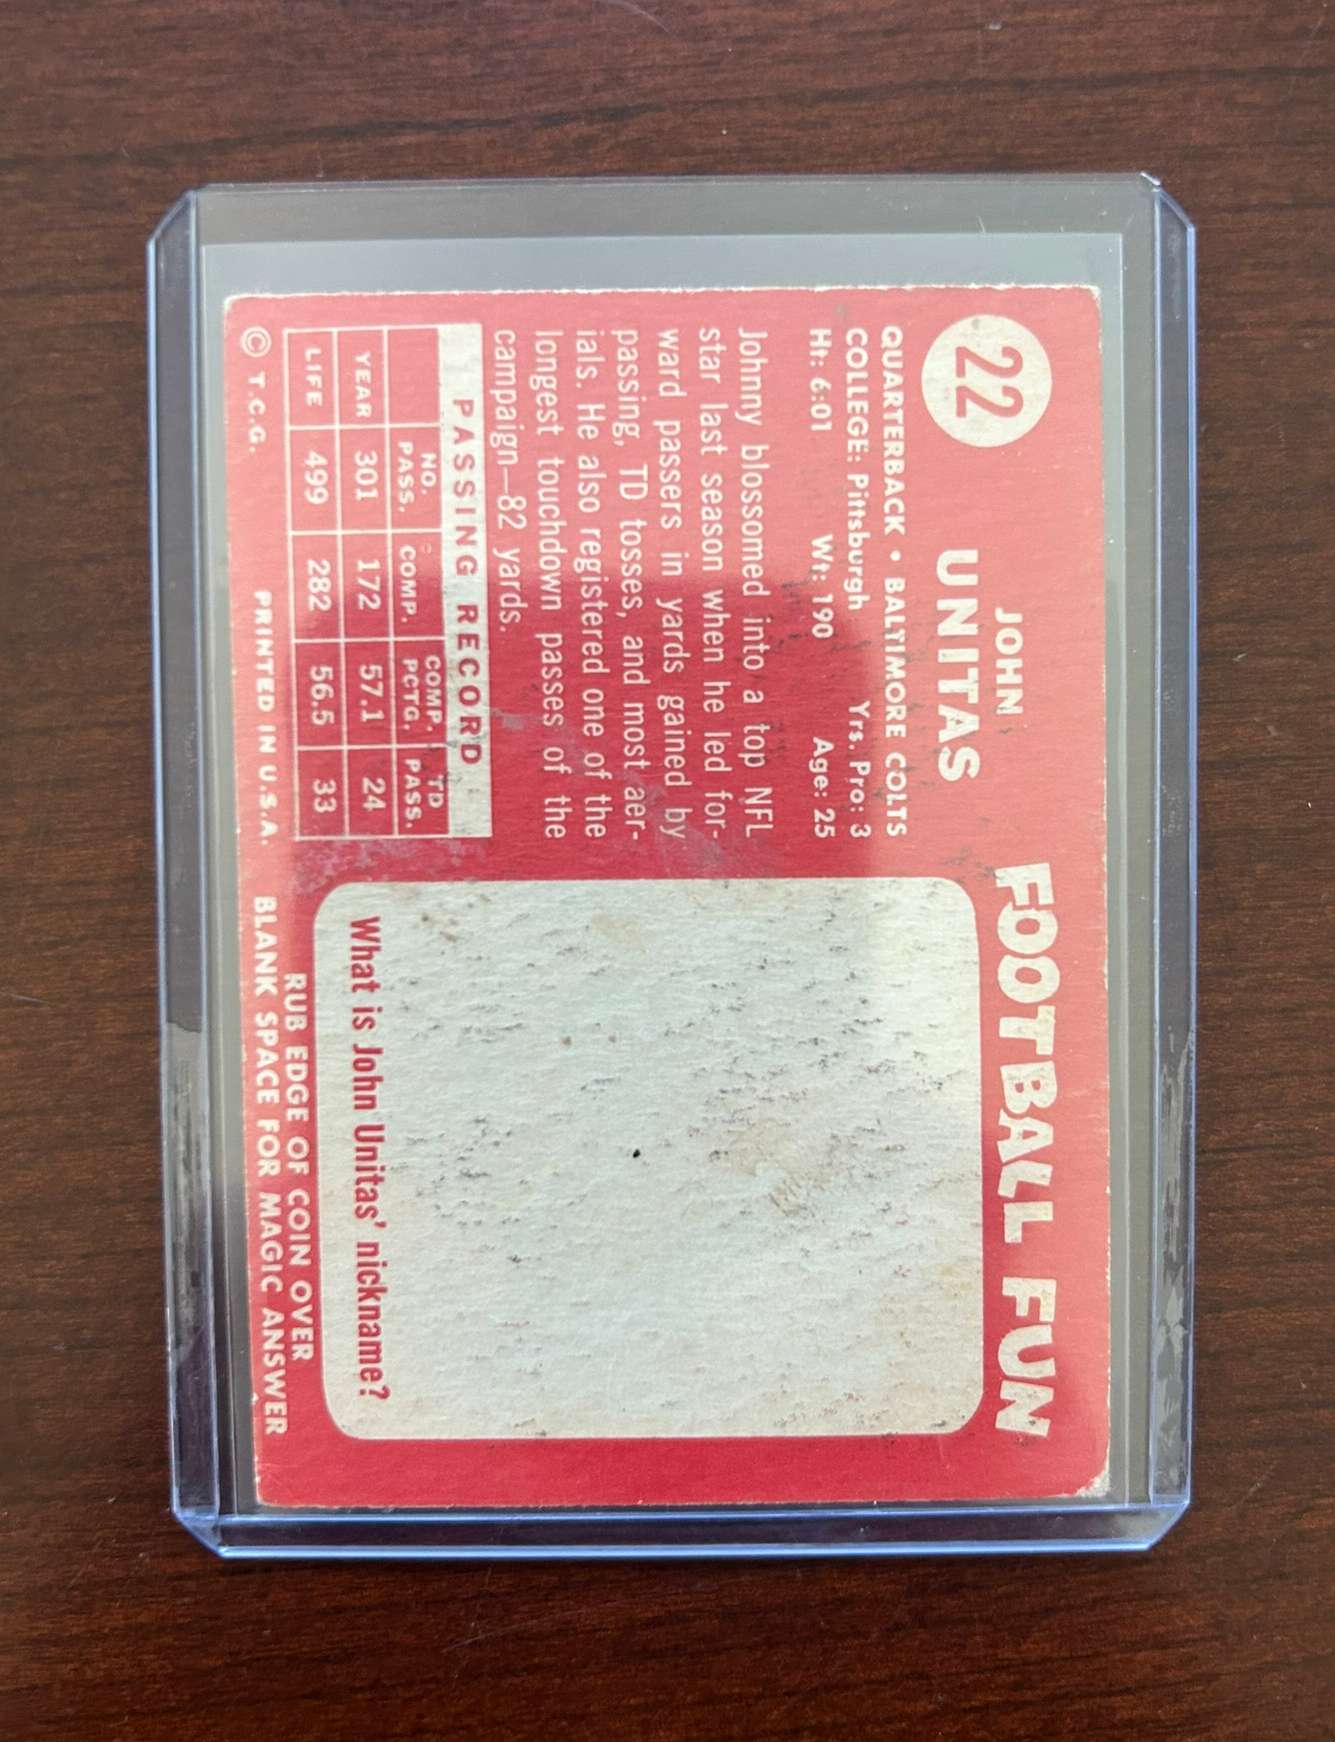 22
JOHN
UNITAS
QUARTERBACK • BALTIMORE COLTS
COLLEGE: Pittsburgh Yrs. Pro: 3
Ht: 6:01 Wt: 190 Age: 25
Johnny blossomed into a top NFL
star last season when he led for-
ward passers in yards gained by
passing, TD tosses, and most aer-
ials. He also registered one of the
longest touchdown passes of the
campaign—82 yards.
PASSING RECORD
NO. PASS. COMP. COMP. PCTG. TD PASS.
YEAR 301 172 57.1 24
LIFE 499 282 56.5 33
© T.C.G. PRINTED IN U.S.A.
FOOTBALL FUN
What is John Unitas' nickname?
RUB EDGE OF COIN OVER
BLANK SPACE FOR MAGIC ANSWER